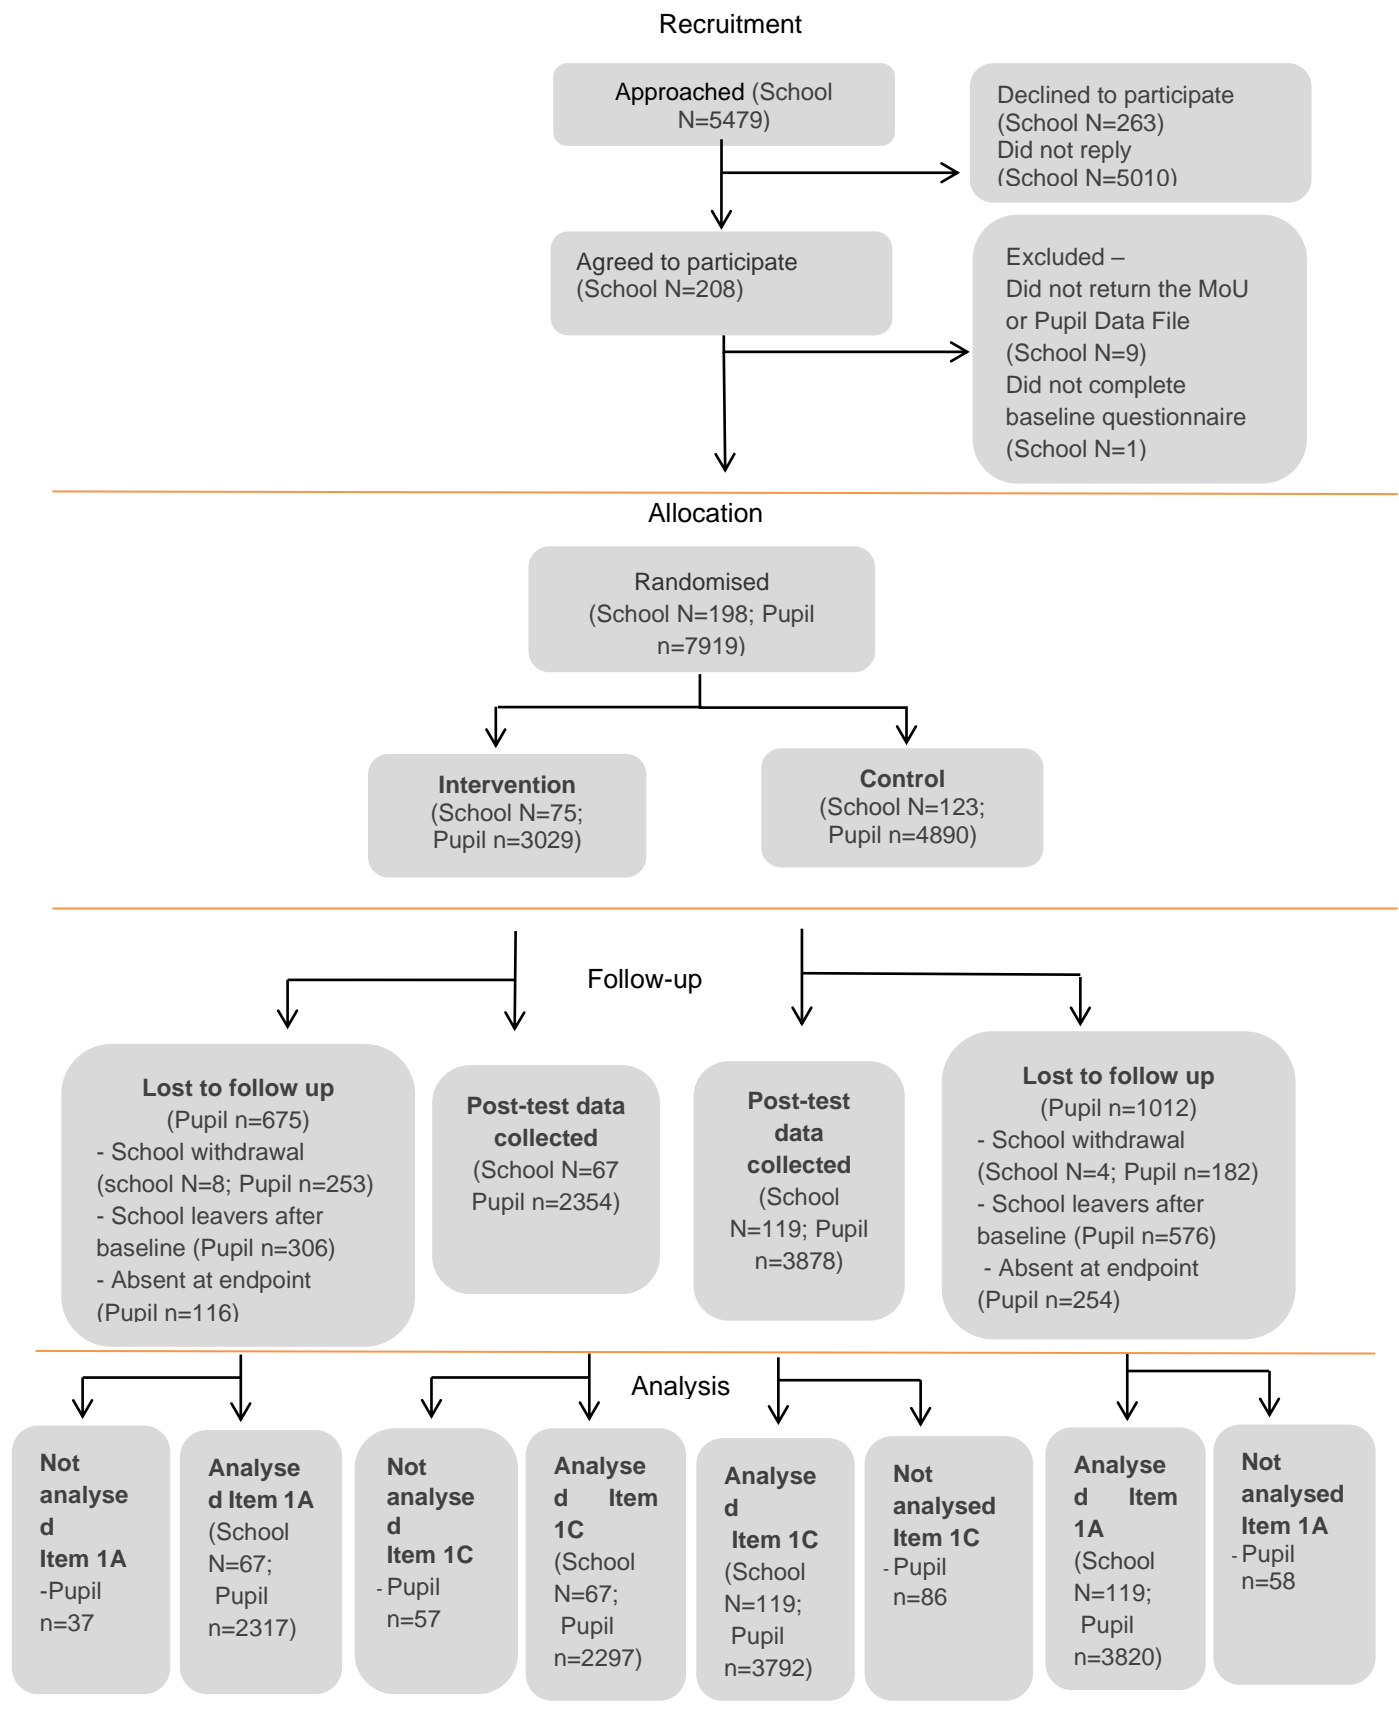 Recruitment
Approached (School
N=5479)
Declined to participate
(School N=263)
Did not reply
(School N=5010)
Agreed to participate
(School N=208)
Excluded –
Did not return the MoU
or Pupil Data File
(School N=9)
Did not complete
baseline questionnaire
(School N=1)
Allocation
Randomised
(School N=198; Pupil
n=7919)
Intervention
(School N=75;
Pupil n=3029)
Control
(School N=123;
Pupil n=4890)
Follow-up
Lost to follow up
(Pupil n=675)
- School withdrawal
(school N=8; Pupil n=253)
- School leavers after
baseline (Pupil n=306)
- Absent at endpoint
(Pupil n=116)
Post-test data
collected
(School N=67
Pupil n=2354)
Post-test
data
collected
(School
N=119; Pupil
n=3878)
Lost to follow up
(Pupil n=1012)
- School withdrawal
(School N=4; Pupil n=182)
- School leavers after
baseline (Pupil n=576)
- Absent at endpoint
(Pupil n=254)
Analysis
Not
analyse
d
Item 1A
-Pupil
n=37
Analyse
d Item 1A
(School
N=67;
Pupil
n=2317)
Not
analyse
d
Item 1C
- Pupil
n=57
Analyse
d Item
1C
(School
N=67;
Pupil
n=2297)
Analyse
d
Item 1C
(School
N=119;
Pupil
n=3792)
Not
analysed
Item 1C
- Pupil
n=86
Analyse
d Item
1A
(School
N=119;
Pupil
n=3820)
Not
analysed
Item 1A
- Pupil
n=58